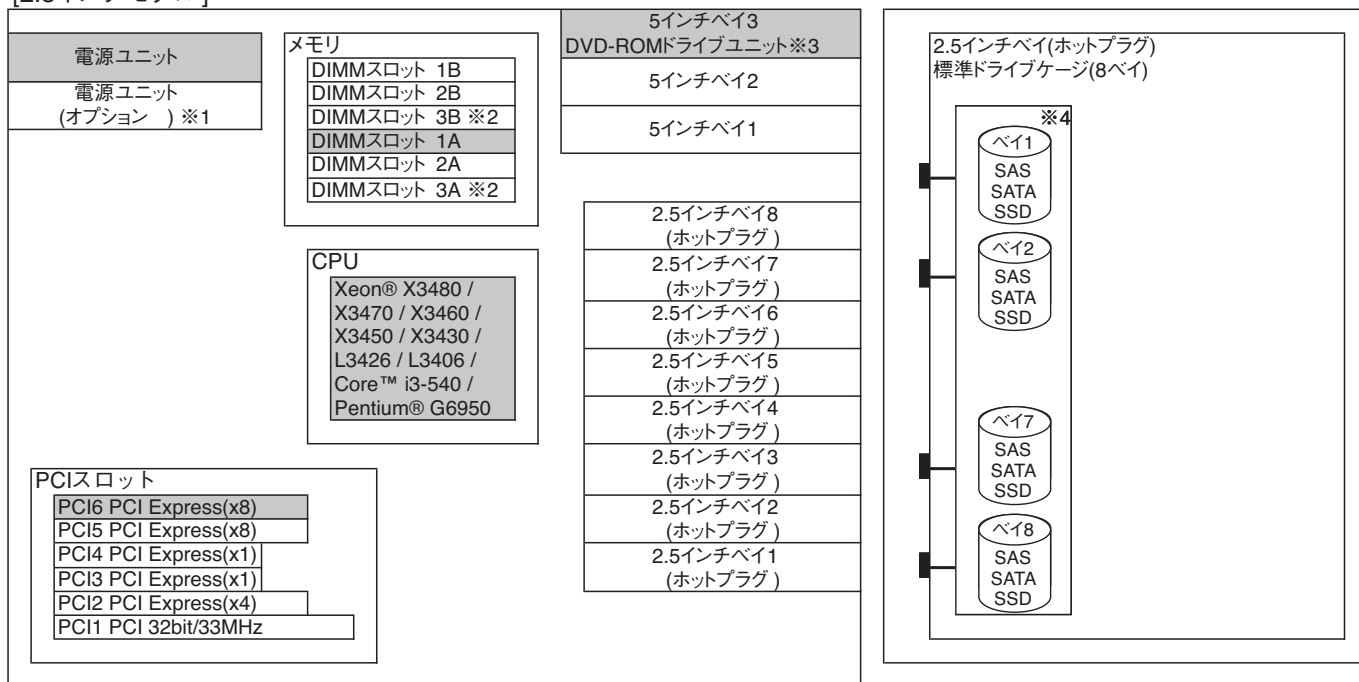 電源ユニット
電源ユニット
(オプション ) ※1
メモリ
DIMMスロット 1B
DIMMスロット 2B
DIMMスロット 3B ※2
DIMMスロット 1A
DIMMスロット 2A
DIMMスロット 3A ※2
CPU
Xeon® X3480 /
X3470 / X3460 /
X3450 / X3430 /
L3426 / L3406 /
Core™ i3-540 /
Pentium® G6950
PCIスロット
PCI6 PCI Express(x8)
PCI5 PCI Express(x8)
PCI4 PCI Express(x1)
PCI3 PCI Express(x1)
PCI2 PCI Express(x4)
PCI1 PCI 32bit/33MHz
5インチベイ3
DVD-ROMドライブユニット※3
5インチベイ2
5インチベイ1
2.5インチベイ8
(ホットプラグ )
2.5インチベイ7
(ホットプラグ )
2.5インチベイ6
(ホットプラグ )
2.5インチベイ5
(ホットプラグ )
2.5インチベイ4
(ホットプラグ )
2.5インチベイ3
(ホットプラグ )
2.5インチベイ2
(ホットプラグ )
2.5インチベイ1
(ホットプラグ )
2.5インチベイ(ホットプラグ)
標準ドライブケージ(8ベイ)
※4
ベイ1
SAS
SATA
SSD
ベイ2
SAS
SATA
SSD
ベイ7
SAS
SATA
SSD
ベイ8
SAS
SATA
SSD